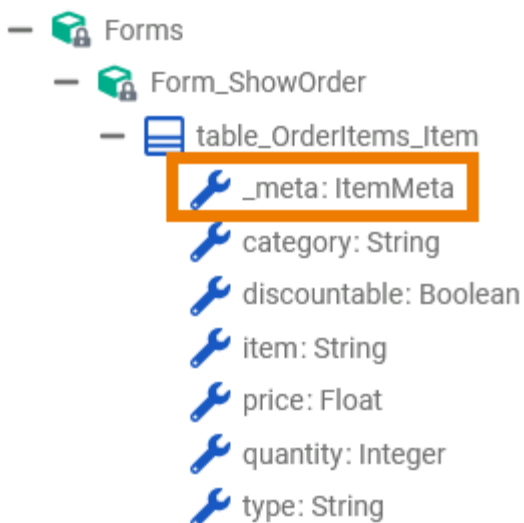 Forms
Form_ShowOrder
table_OrderItems_Item
_meta: ItemMeta
category: String
discountable: Boolean
item: String
price: Float
quantity: Integer
type: String